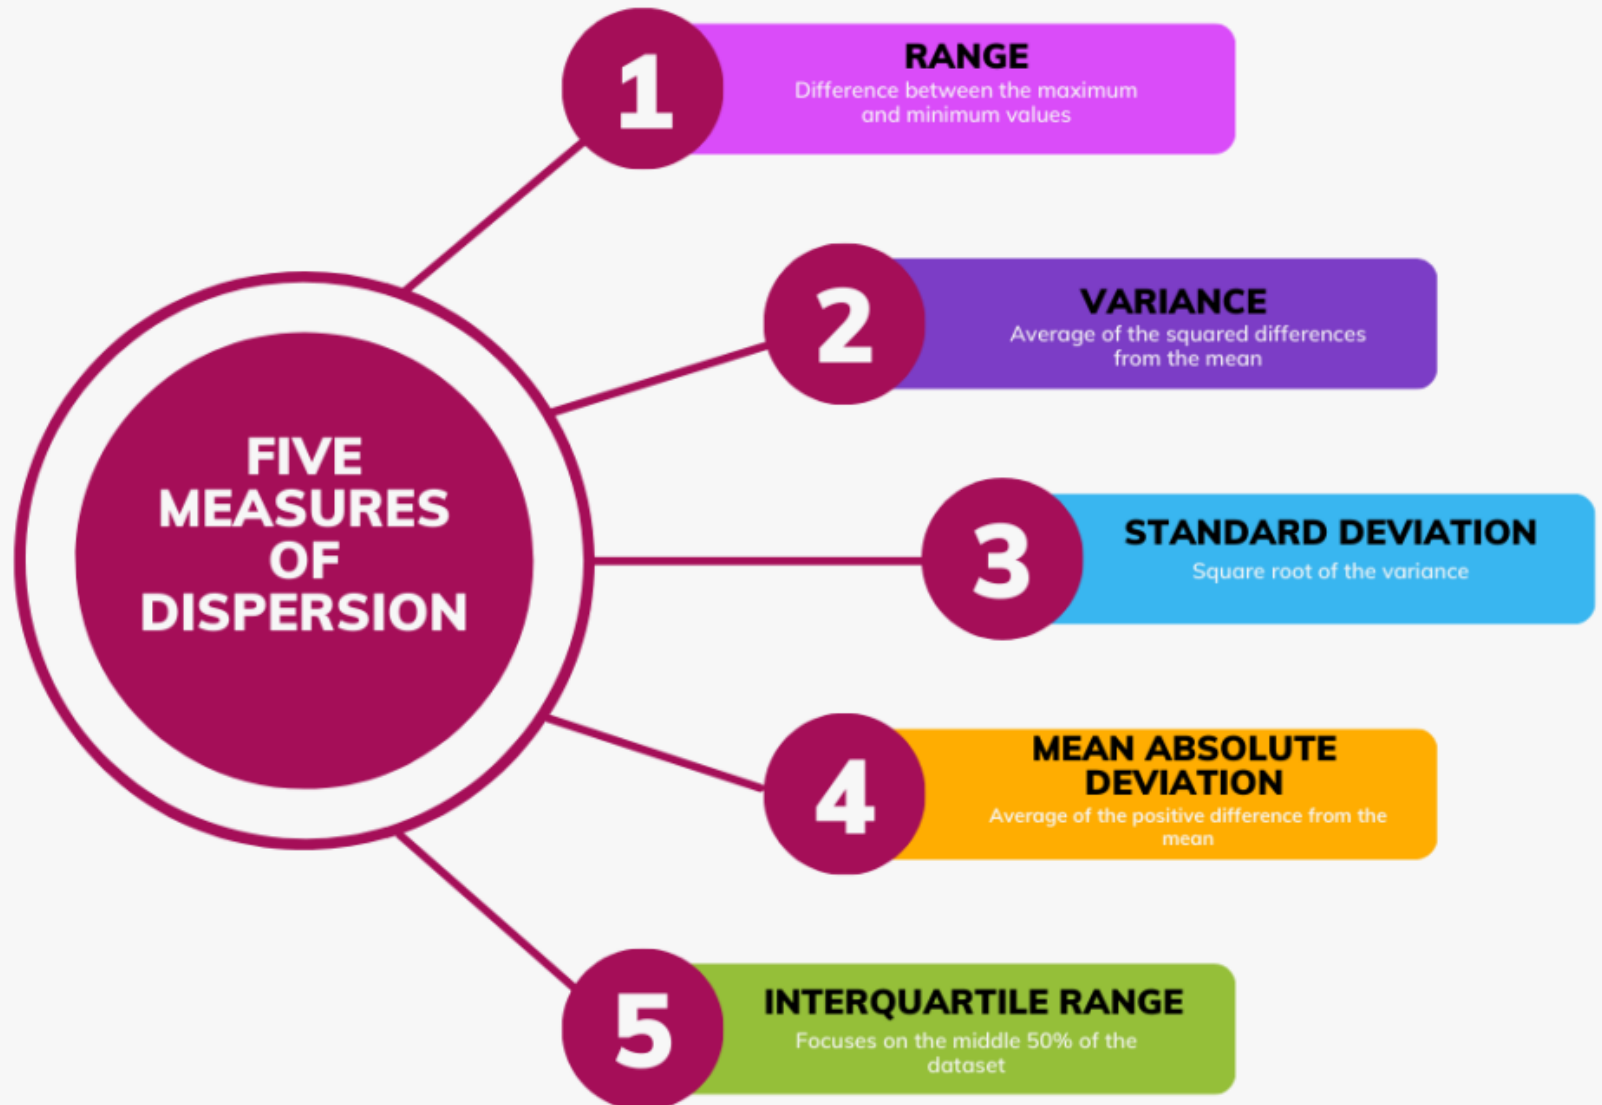 FIVE
MEASURES
OF
DISPERSION
1
RANGE
Difference between the maximum
and minimum values
2
VARIANCE
Average of the squared differences
from the mean
3
STANDARD DEVIATION
Square root of the variance
4
MEAN ABSOLUTE
DEVIATION
Average of the positive difference from the
mean
5
INTERQUARTILE RANGE
Focuses on the middle 50% of the
dataset